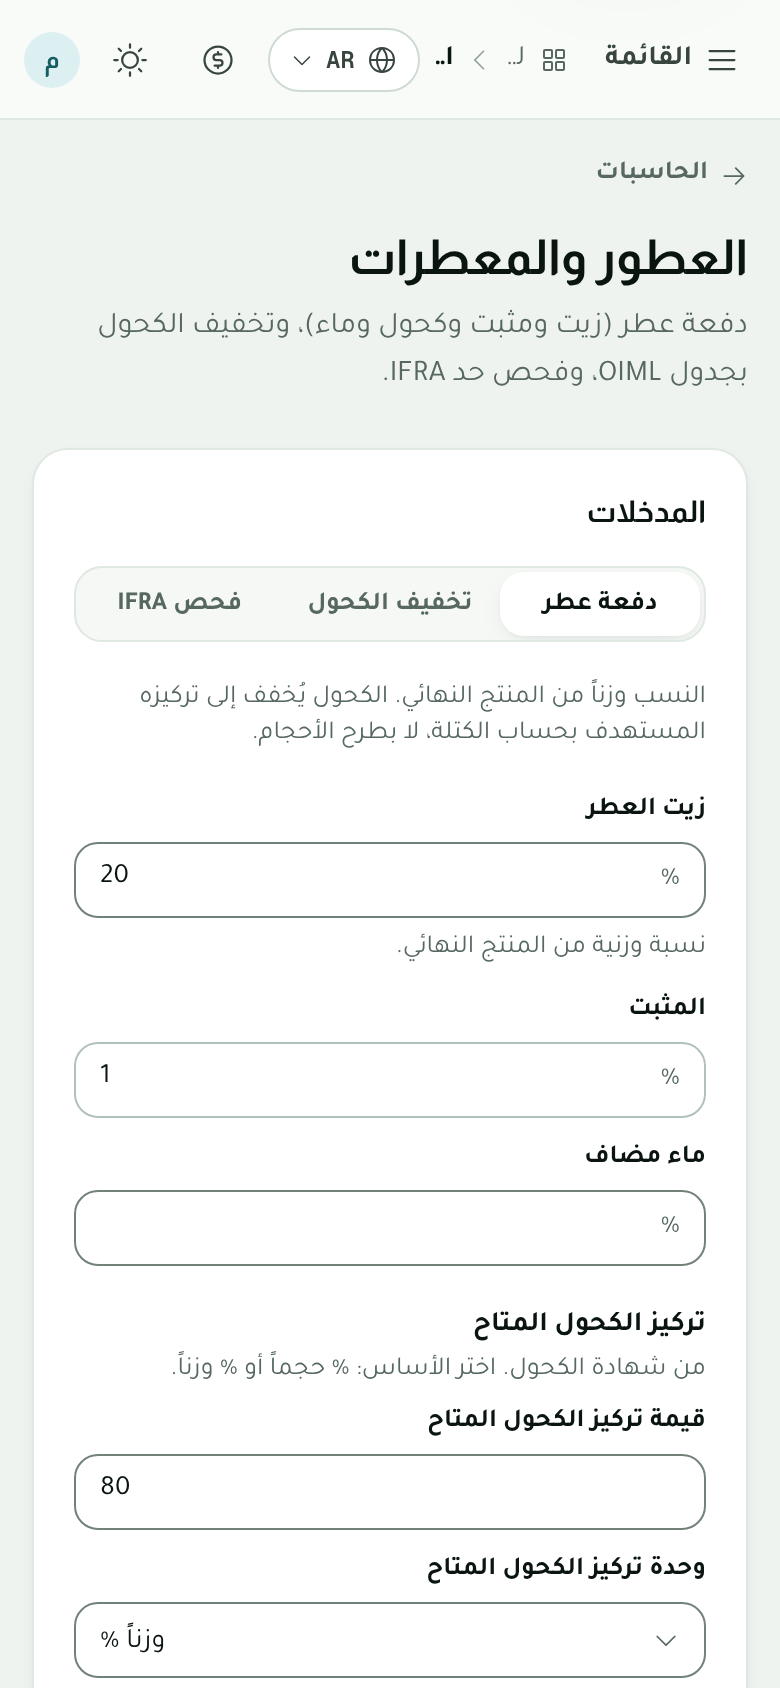 القائمة
لـ..
ا..
AR
م
الحاسبات
العطور والمعطرات
دفعة عطر (زيت ومثبت وكحول وماء)، وتخفيف الكحول
بجدول OIML، وفحص حد IFRA.
المدخلات
دفعة عطر
تخفيف الكحول
فحص IFRA
النسب وزناً من المنتج النهائي. الكحول يُخفف إلى تركيزه
المستهدف بحساب الكتلة، لا بطرح الأحجام.
زيت العطر
20
%
نسبة وزنية من المنتج النهائي.
المثبت
1
%
ماء مضاف
%
تركيز الكحول المتاح
من شهادة الكحول. اختر الأساس: % حجماً أو % وزناً.
قيمة تركيز الكحول المتاح
80
وحدة تركيز الكحول المتاح
% وزناً